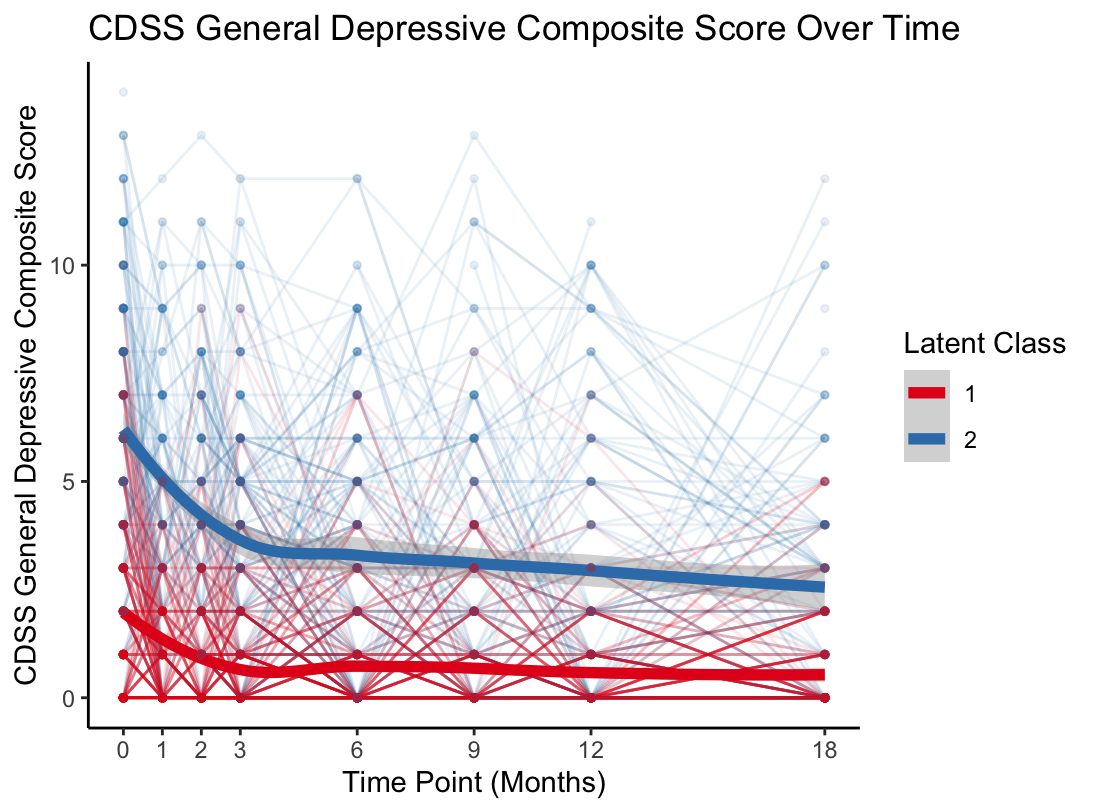 CDSS General Depressive Composite Score Over Time
CDSS General Depressive Composite Score
10
5
0
0 1 2 3 6 9 12 18
Time Point (Months)
Latent Class
1
2